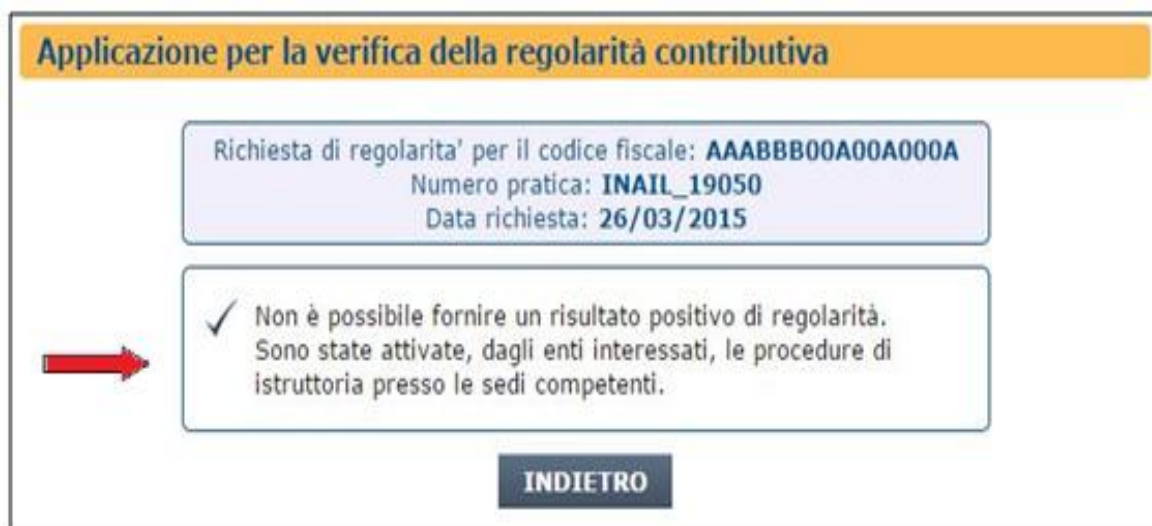 Applicazione per la verifica della regolarità contributiva
Richiesta di regolarita' per il codice fiscale: AAABBB00A00A000A
Numero pratica: INAIL_19050
Data richiesta: 26/03/2015
Non è possibile fornire un risultato positivo di regolarità.
Sono state attivate, dagli enti interessati, le procedure di
istruttoria presso le sedi competenti.
INDIETRO